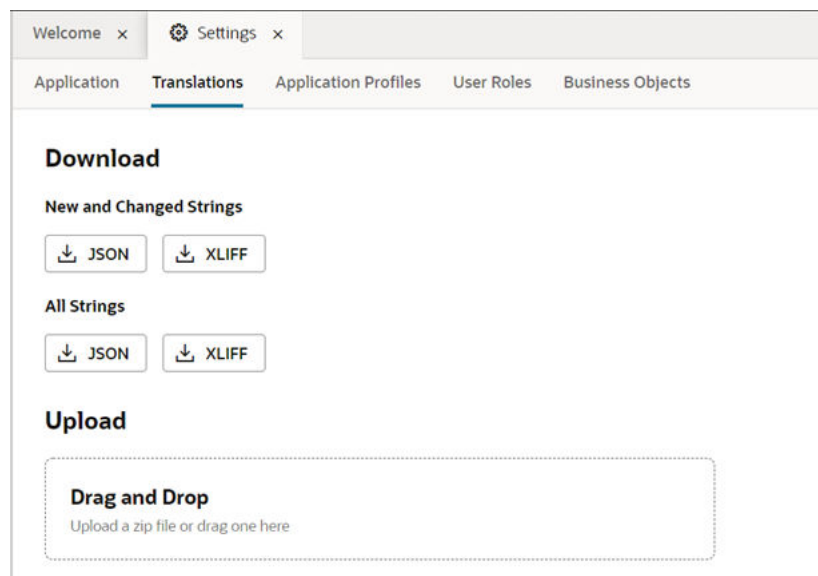 Welcome x Settings x
Application Translations Application Profiles User Roles Business Objects
Download
New and Changed Strings
JSON XLIFF
All Strings
JSON XLIFF
Upload
Drag and Drop
Upload a zip file or drag one here